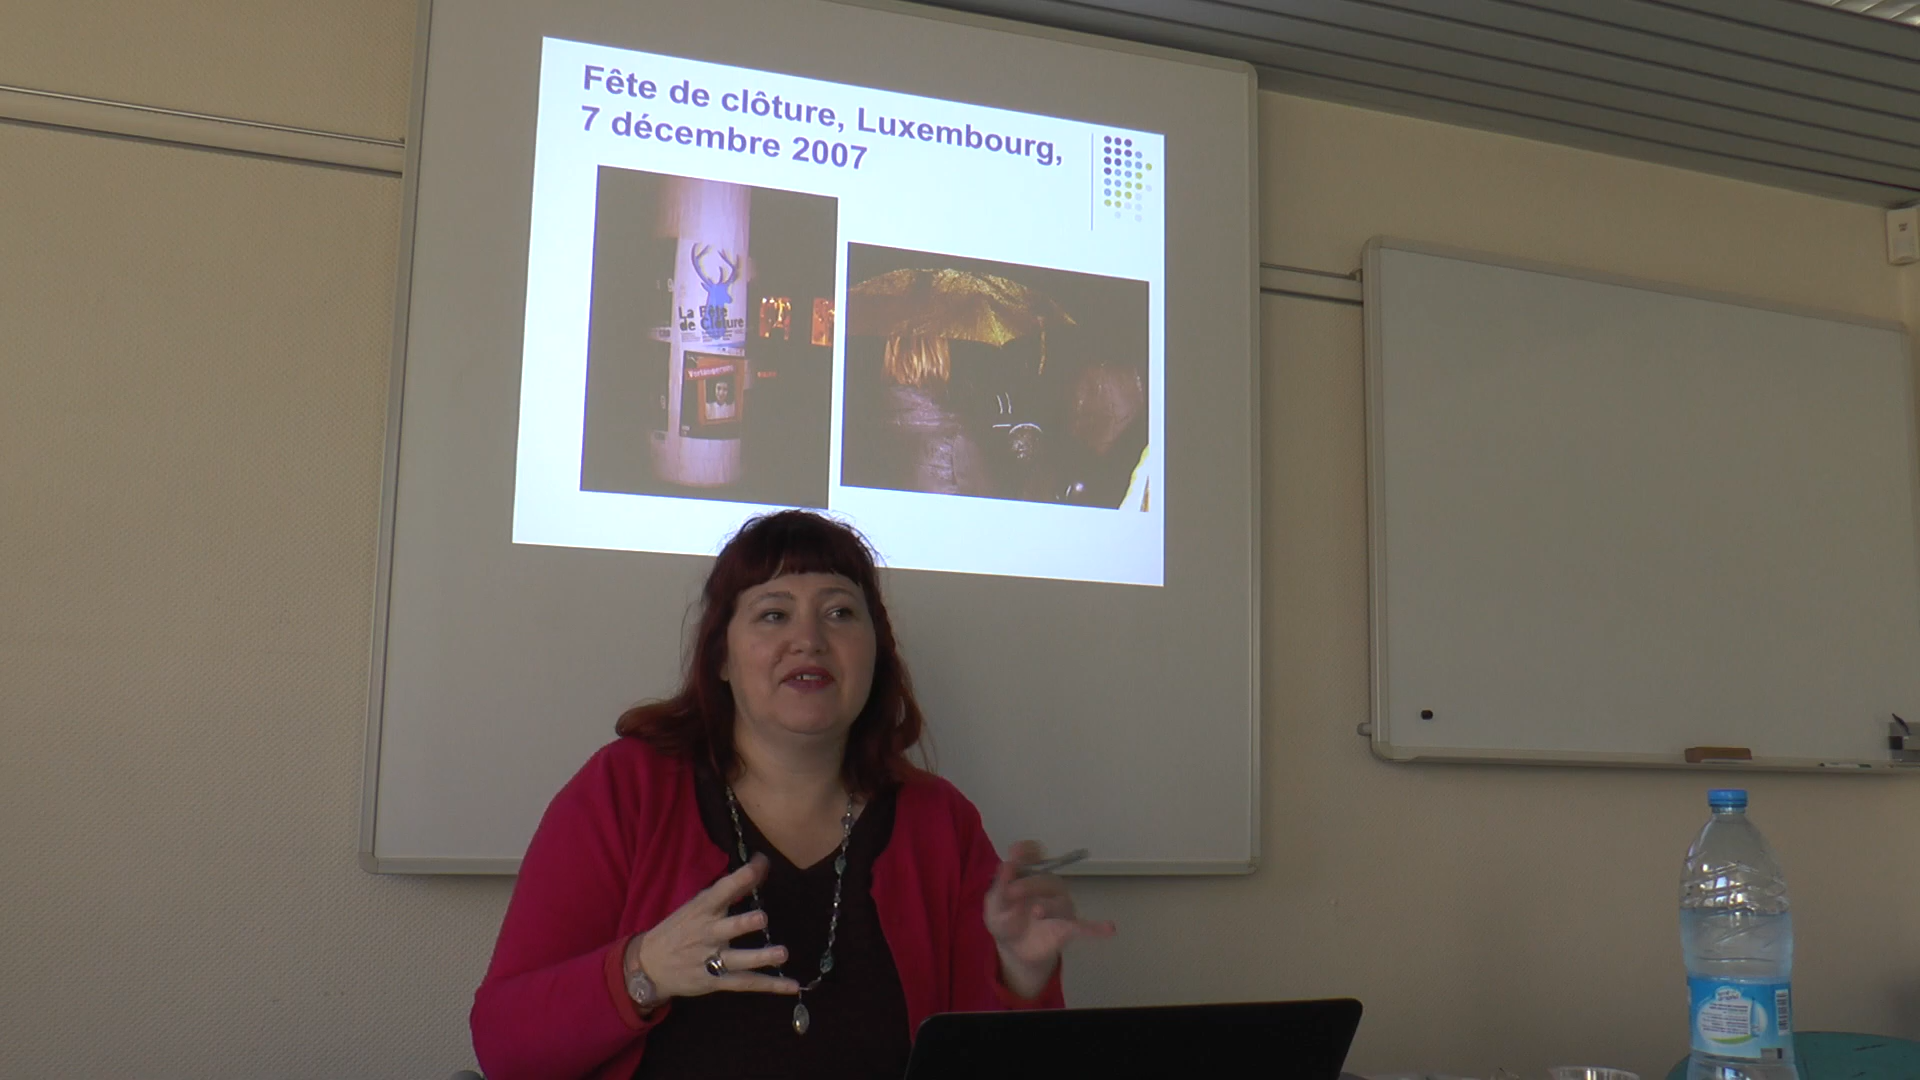 Fête de clôture, Luxembourg,
7 décembre 2007
La Fête
de Clôture